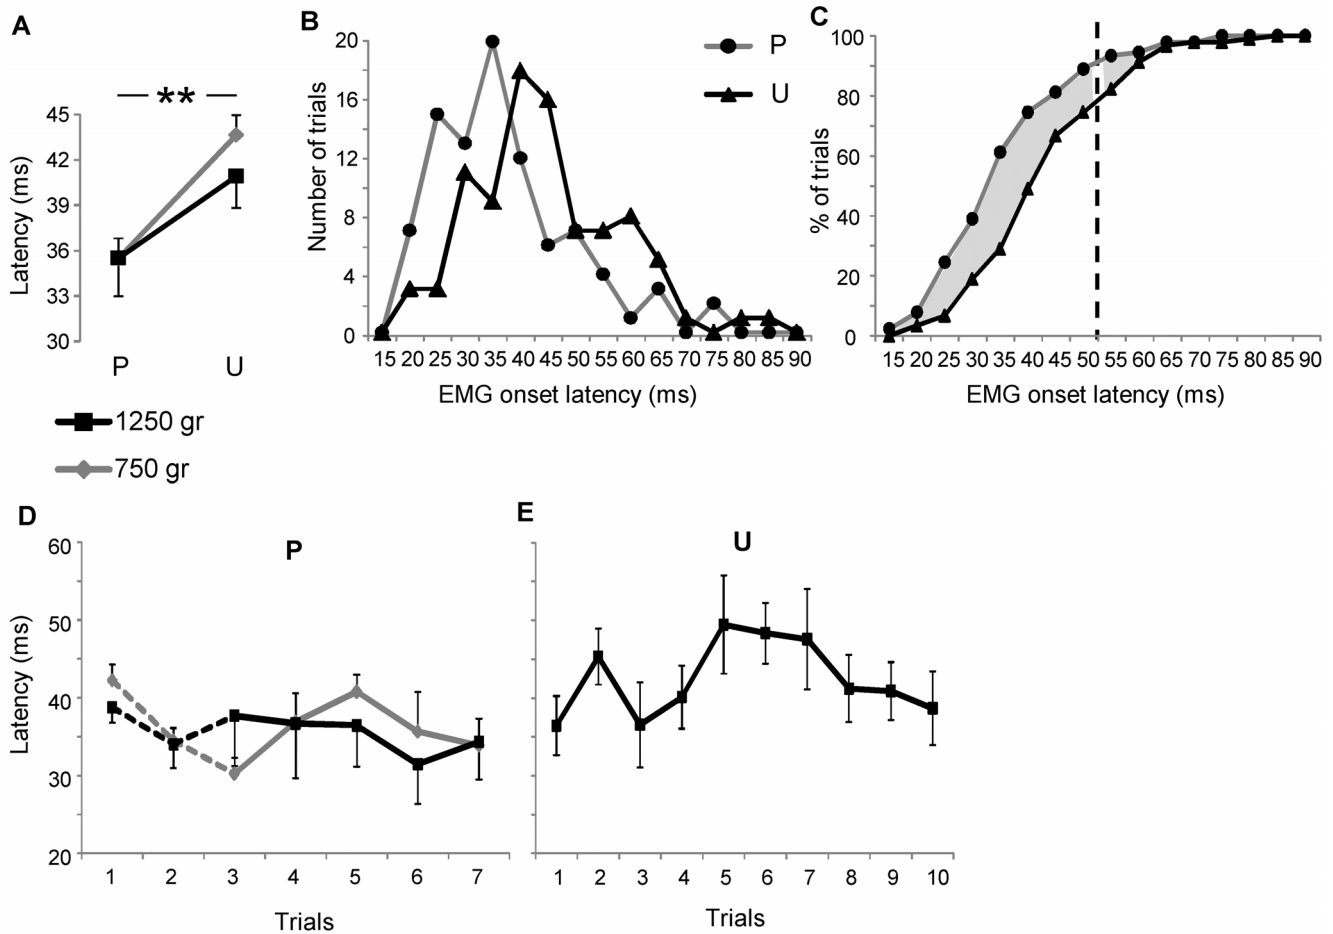 A
**
Latency (ms)
45
42
39
36
33
30
P U
1250 gr
750 gr
B
Number of trials
20
16
12
8
4
0
15 20 25 30 35 40 45 50 55 60 65 70 75 80 85 90
EMG onset latency (ms)
P
U
C
% of trials
100
80
60
40
20
0
15 20 25 30 35 40 45 50 55 60 65 70 75 80 85 90
EMG onset latency (ms)
D
P
Latency (ms)
60
50
40
30
20
1 2 3 4 5 6 7
Trials
E
U
1 2 3 4 5 6 7 8 9 10
Trials